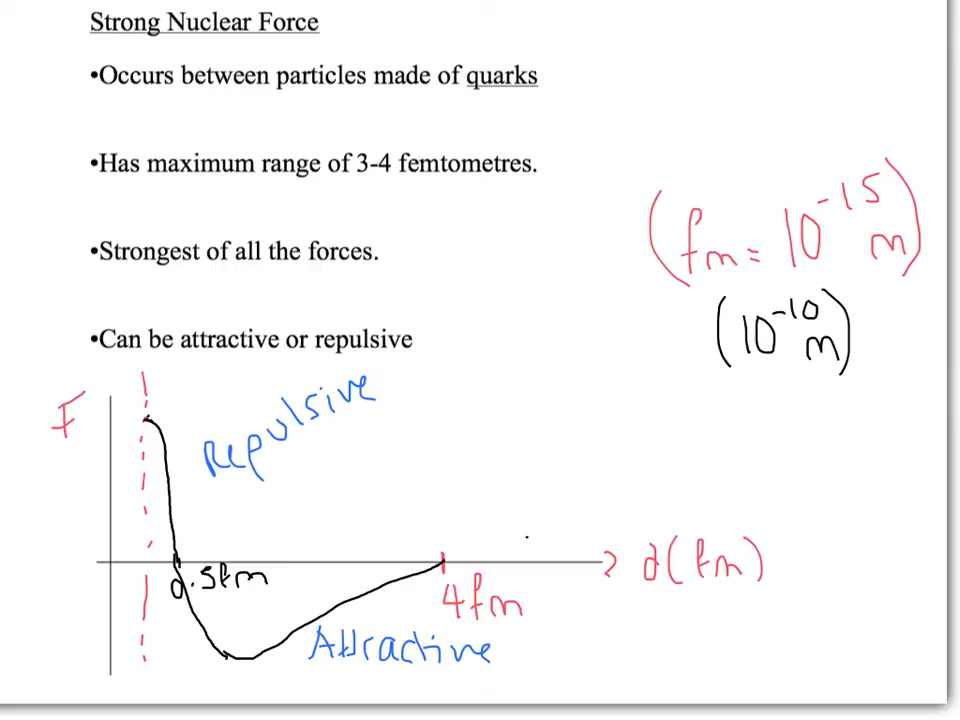 Strong Nuclear Force
•Occurs between particles made of quarks
•Has maximum range of 3-4 femtometres.
(fm = 10⁻¹⁵ m)
•Strongest of all the forces.
(10⁻¹⁰ m)
•Can be attractive or repulsive
F
Repulsive
0.5fm
d(fm)
4fm
Attractive